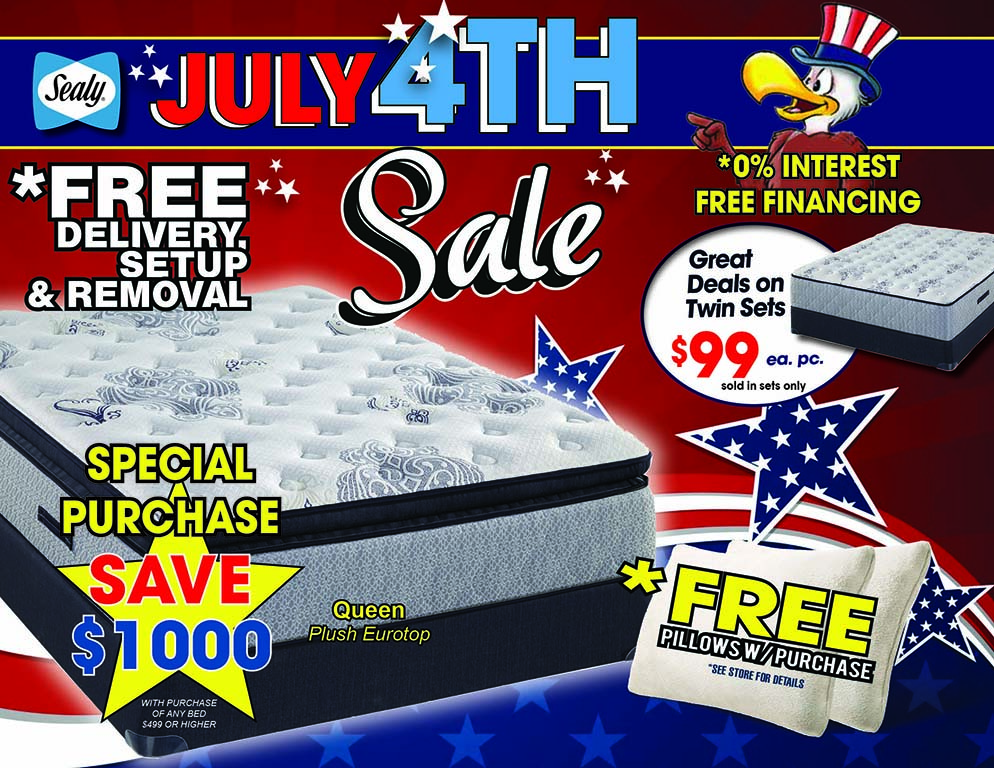 Sealy
JULY 4TH
Sale
*FREE
DELIVERY,
SETUP
& REMOVAL
*0% INTEREST
FREE FINANCING
Great
Deals on
Twin Sets
$99 ea. pc.
sold in sets only
SPECIAL
PURCHASE
SAVE
$1000
WITH PURCHASE
OF ANY BED
$499 OR HIGHER
Queen
Plush Eurotop
*FREE
PILLOWS W/ PURCHASE
*SEE STORE FOR DETAILS